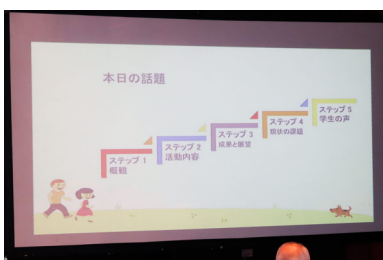 本日の話題
ステップ 1
概観
ステップ 2
活動内容
ステップ 3
成果と展望
ステップ 4
現状の課題
ステップ 5
学生の声